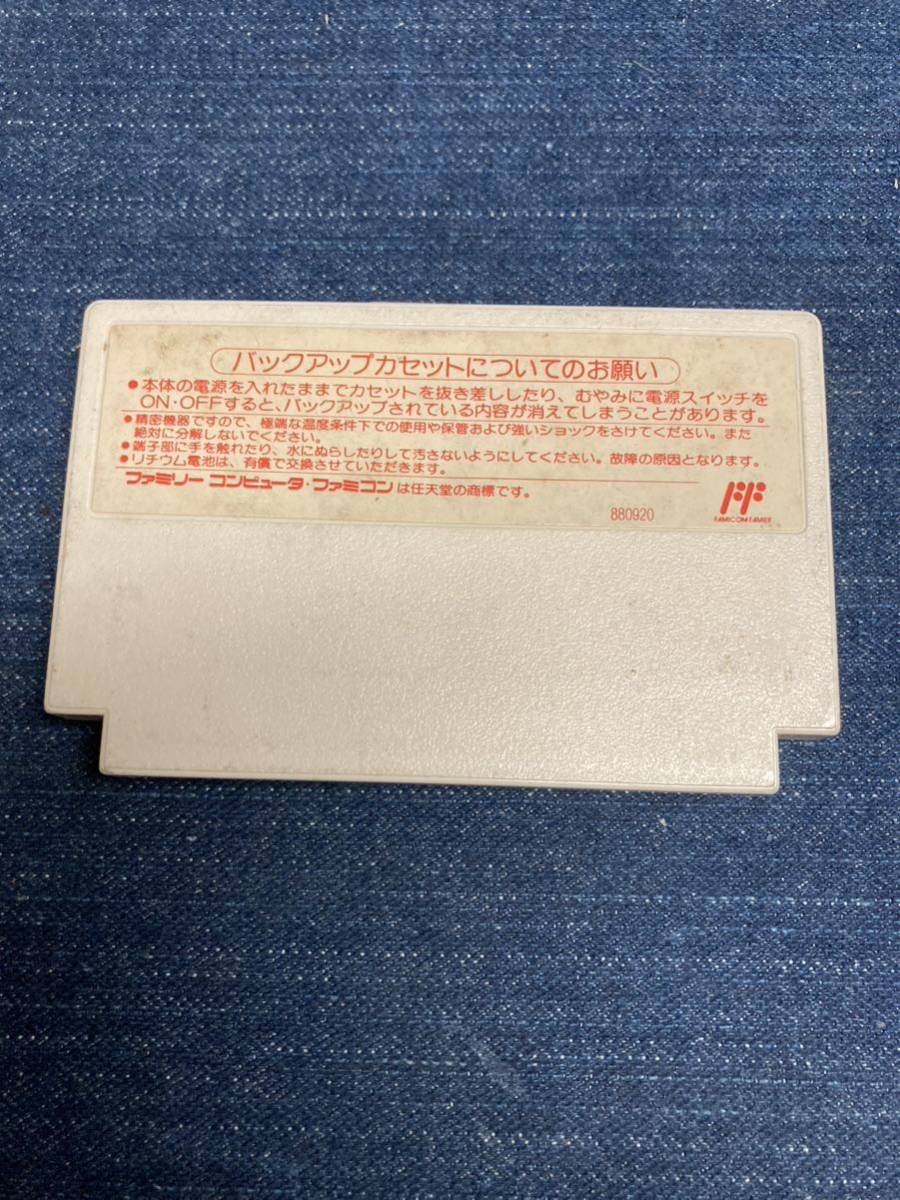 バックアップカセットについてのお願い
●本体の電源を入れたままでカセットを抜き差ししたり、むやみに電源スイッチを
ON・OFFすると、バックアップされている内容が消えてしまうことがあります。
●精密機器ですので、極端な温度条件下での使用や保管および強いショックをさけてください。また
絶対に分解しないでください。
●端子部に手を触れたり、水にぬらしたりして汚さないようにしてください。故障の原因となります。
●リチウム電池は、有償で交換させていただきます。
ファミリーコンピュータ・ファミコンは任天堂の商標です。
880920
FAMICOM FAMILY